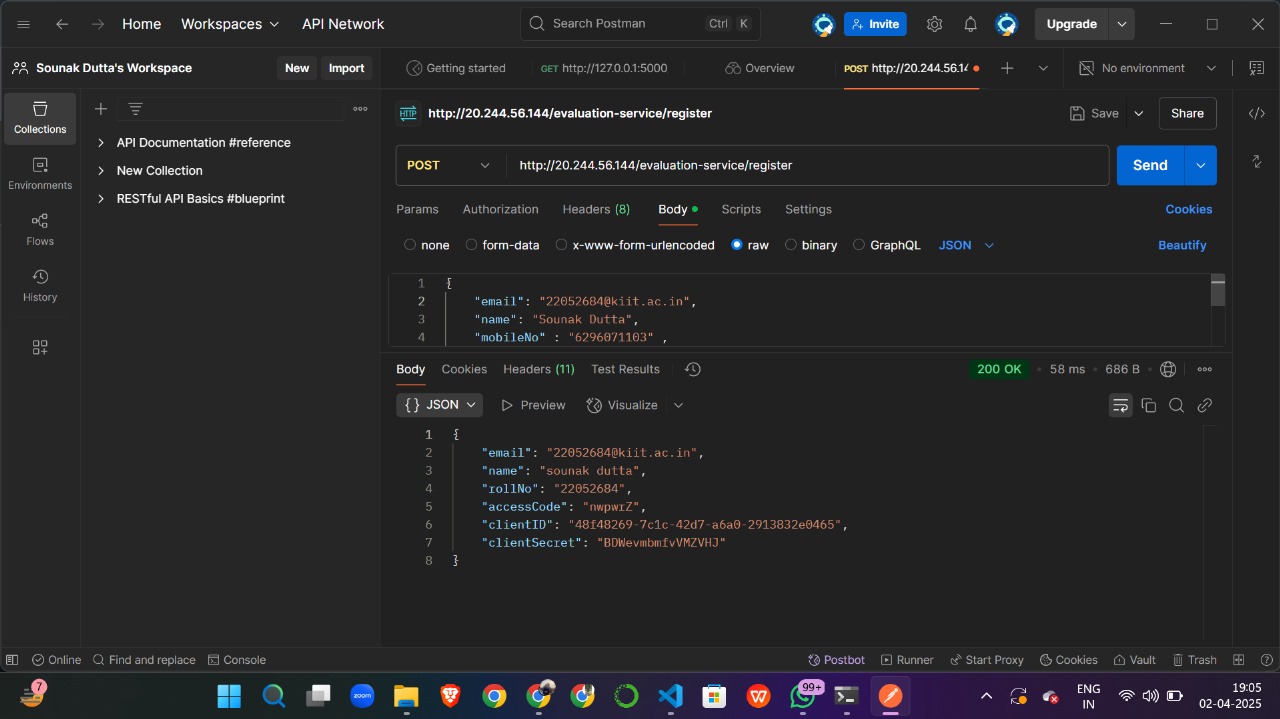 Home Workspaces API Network Search Postman Ctrl K Invite Upgrade
Sounak Dutta's Workspace New Import Getting started GET http://127.0.0.1:5000 Overview POST http://20.244.56.14 No environment
Collections
Environments
Flows
History
API Documentation #reference
New Collection
RESTful API Basics #blueprint
HTTP http://20.244.56.144/evaluation-service/register Save Share
POST http://20.244.56.144/evaluation-service/register Send
Params Authorization Headers (8) Body Scripts Settings Cookies
none form-data x-www-form-urlencoded raw binary GraphQL JSON Beautify
1 {
2 "email": "22052684@kiit.ac.in",
3 "name": "Sounak Dutta",
4 "mobileNo" : "6296071103" ,
Body Cookies Headers (11) Test Results 200 OK • 58 ms • 686 B
{} JSON Preview Visualize
1 {
2 "email": "22052684@kiit.ac.in",
3 "name": "sounak dutta",
4 "rollNo": "22052684",
5 "accessCode": "nwpwrZ",
6 "clientID": "48f48269-7c1c-42d7-a6a0-2913832e0465",
7 "clientSecret": "BDWevmbmfvVMZVHJ"
8 }
Online Find and replace Console Postbot Runner Start Proxy Cookies Vault Trash
7 zoom 99+ ENG IN 19:05
02-04-2025